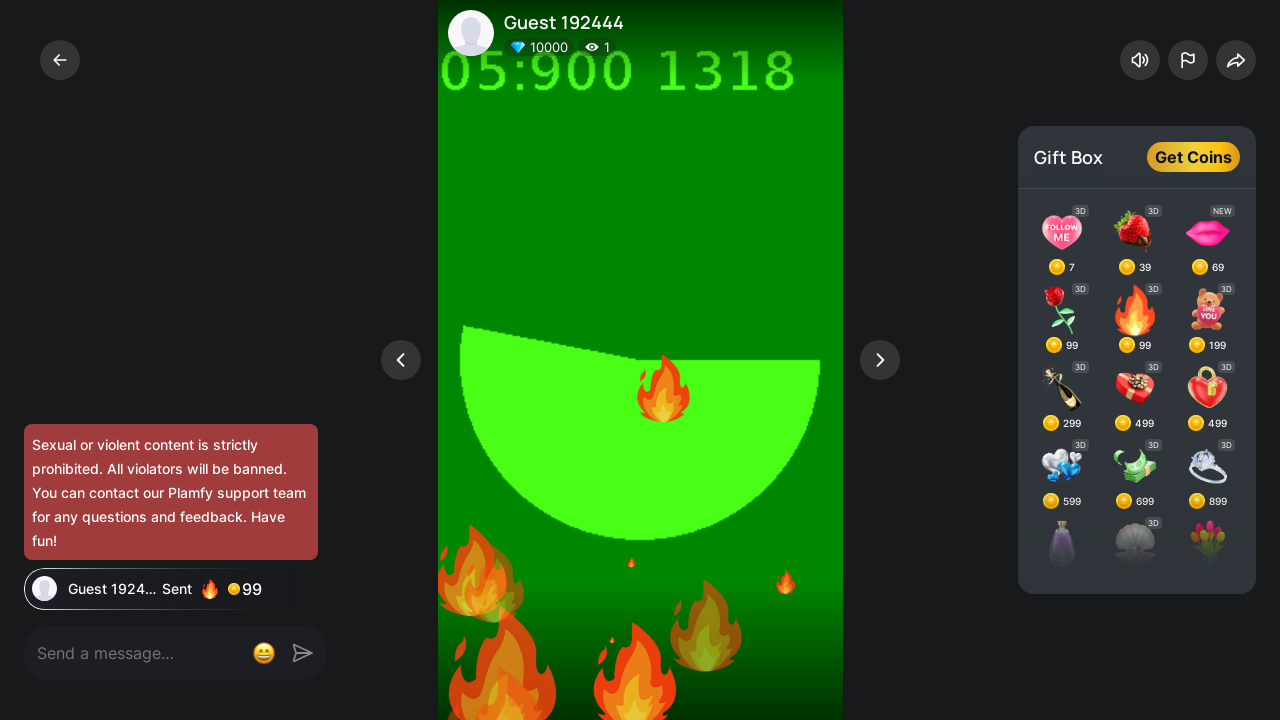 Guest 192444
10000
1
05:900 1318
Gift Box
Get Coins
3D
3D
NEW
FOLLOW
ME
7
39
69
3D
3D
3D
LOVE
YOU
99
99
199
3D
3D
3D
299
499
499
3D
3D
3D
599
699
899
3D
Sexual or violent content is strictly
prohibited. All violators will be banned.
You can contact our Plamfy support team
for any questions and feedback. Have
fun!
Guest 1924... Sent
99
Send a message...